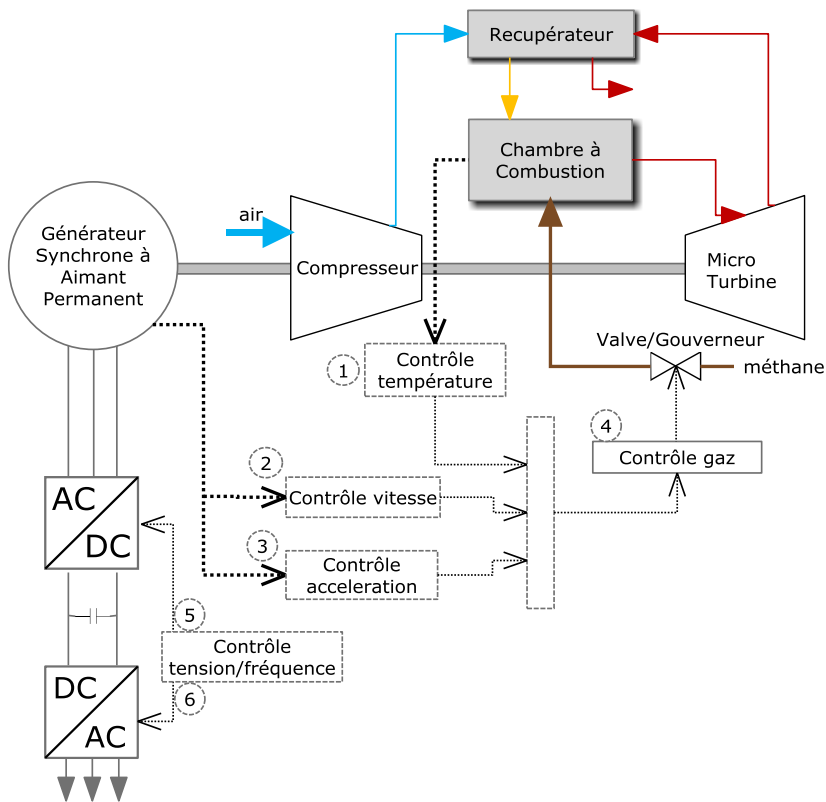 Recupérateur
Chambre à
Combustion
air
Générateur
Synchrone à
Aimant
Permanent
Compresseur
Micro
Turbine
Valve/Gouverneur
méthane
1
Contrôle
température
4
Contrôle gaz
2
Contrôle vitesse
3
Contrôle
acceleration
AC
DC
5
Contrôle
tension/fréquence
6
DC
AC